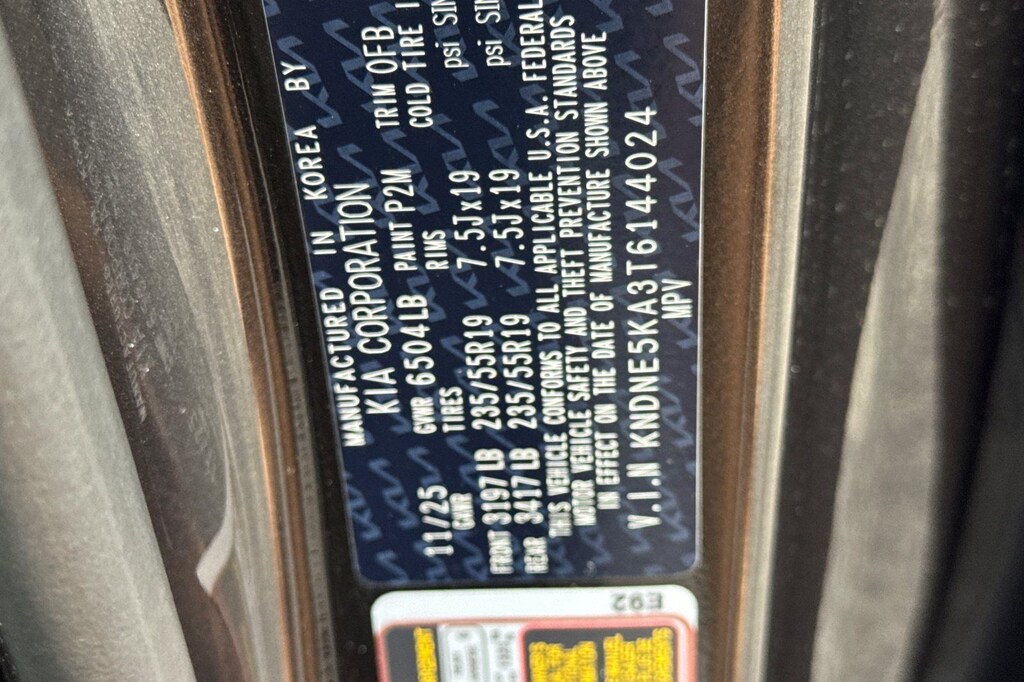 MANUFACTURED IN KOREA BY
KIA CORPORATION
11/25 GVWR 6504LB PAINT P2M TRIM OFB
GAWR TIRES RIMS COLD TIRE I
FRONT 3197LB 235/55R19 7.5Jx19 psi SIN
REAR 3417LB 235/55R19 7.5Jx19 psi SIN
THIS VEHICLE CONFORMS TO ALL APPLICABLE U.S.A. FEDERAL
MOTOR VEHICLE SAFETY AND THEFT PREVENTION STANDARDS
IN EFFECT ON THE DATE OF MANUFACTURE SHOWN ABOVE
V.I.N KNDNE5KA3T6144024
MPV
E92